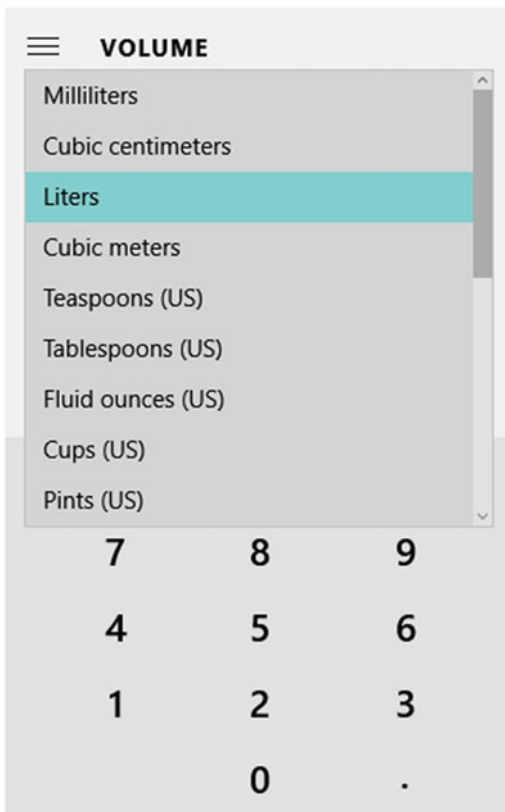 VOLUME
Milliliters
Cubic centimeters
Liters
Cubic meters
Teaspoons (US)
Tablespoons (US)
Fluid ounces (US)
Cups (US)
Pints (US)
7 8 9
4 5 6
1 2 3
0 .